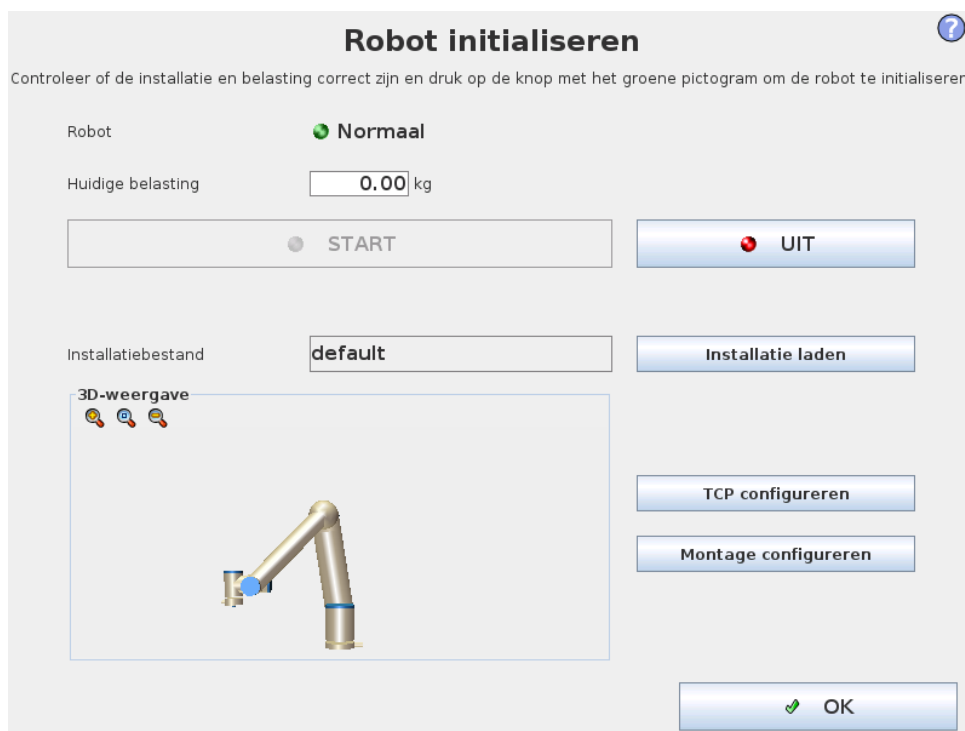 Robot initialiseren
?
Controleer of de installatie en belasting correct zijn en druk op de knop met het groene pictogram om de robot te initialiseren
Robot
Normaal
Huidige belasting
0.00 kg
START
UIT
Installatiebestand
default
Installatie laden
3D-weergave
TCP configureren
Montage configureren
OK